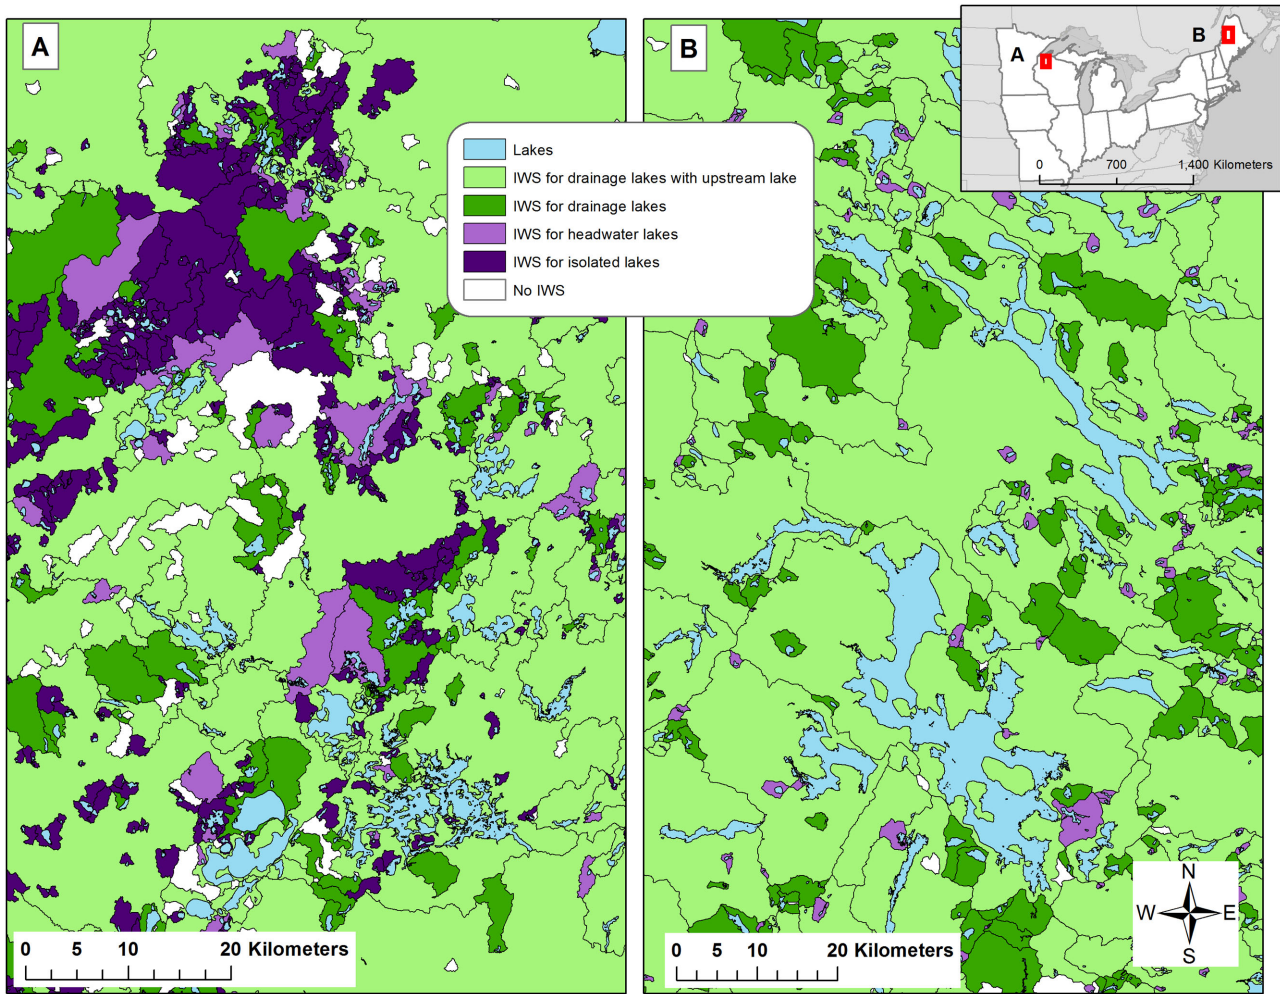 A
B
A
B
0 700 1,400 Kilometers
Lakes
IWS for drainage lakes with upstream lake
IWS for drainage lakes
IWS for headwater lakes
IWS for isolated lakes
No IWS
N
W E
S
0 5 10 20 Kilometers
0 5 10 20 Kilometers